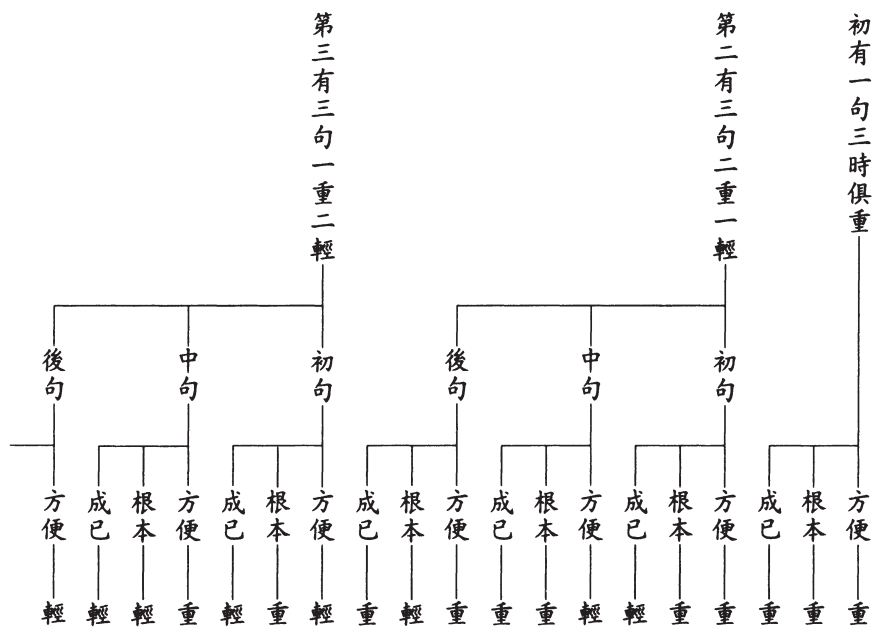 初有一句三時俱重
方便 重
根本 重
成已 重
第二有三句二重一輕
初句
方便 重
根本 重
成已 輕
中句
方便 輕
根本 重
成已 重
後句
方便 重
根本 輕
成已 重
第三有三句一重二輕
初句
方便 輕
根本 重
成已 輕
中句
方便 重
根本 輕
成已 輕
後句
方便 輕